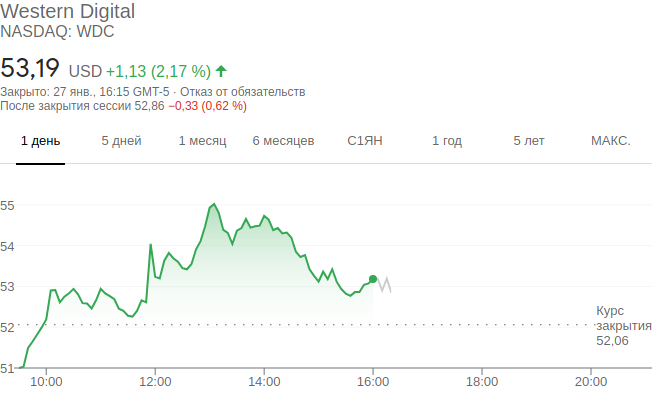 Western Digital
NASDAQ: WDC
53,19 USD +1,13 (2,17 %)
Закрыто: 27 янв., 16:15 GMT-5 · Отказ от обязательств
После закрытия сессии 52,86 −0,33 (0,62 %)
1 день 5 дней 1 месяц 6 месяцев С1ЯН 1 год 5 лет МАКС.
55
54
53
52
51
Курс
закрытия
52,06
10:00 12:00 14:00 16:00 18:00 20:00